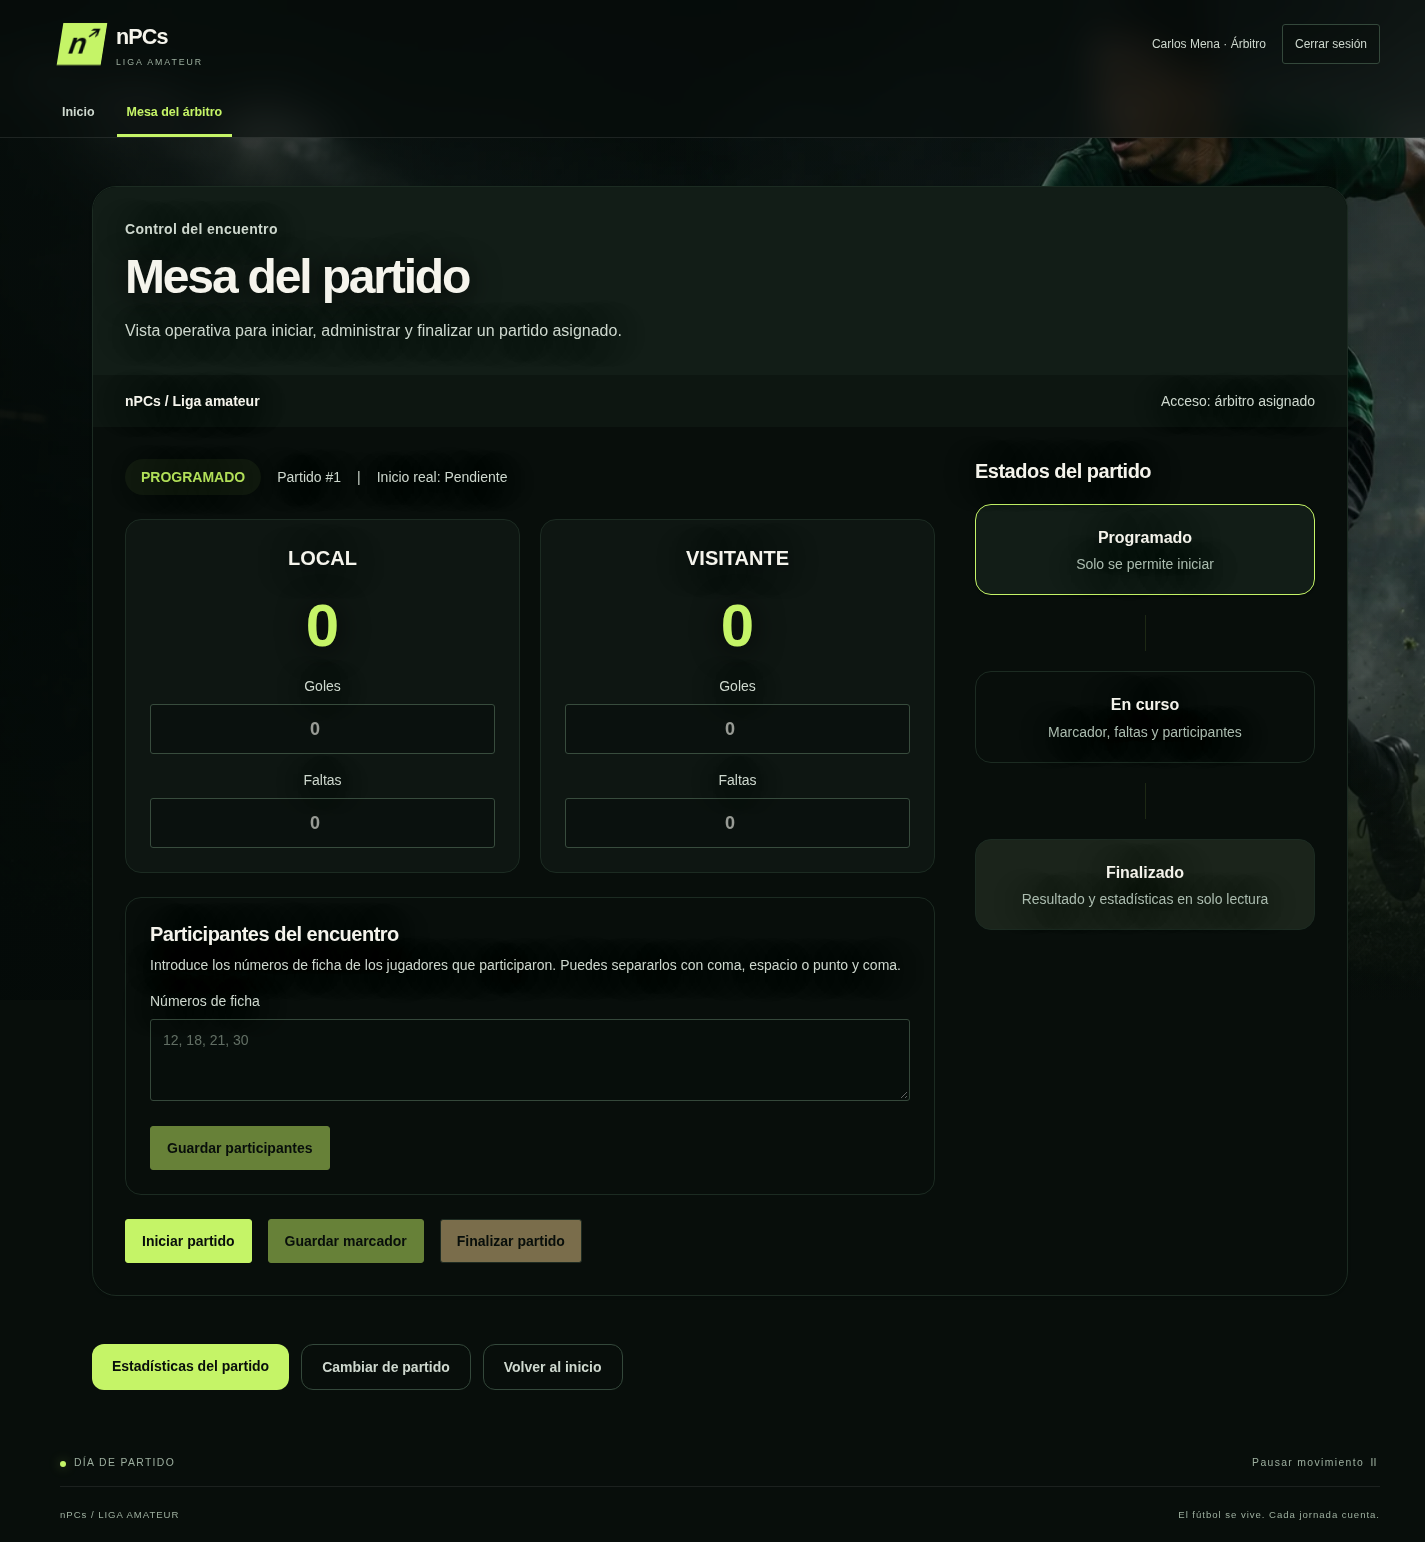 n
nPCs
LIGA AMATEUR
Carlos Mena · Árbitro
Cerrar sesión
Inicio
Mesa del árbitro
Control del encuentro
Mesa del partido
Vista operativa para iniciar, administrar y finalizar un partido asignado.
nPCs / Liga amateur
Acceso: árbitro asignado
PROGRAMADO
Partido #1
|
Inicio real: Pendiente
LOCAL
0
Goles
0
Faltas
0
VISITANTE
0
Goles
0
Faltas
0
Participantes del encuentro
Introduce los números de ficha de los jugadores que participaron. Puedes separarlos con coma, espacio o punto y coma.
Números de ficha
12, 18, 21, 30
Guardar participantes
Iniciar partido
Guardar marcador
Finalizar partido
Estados del partido
Programado
Solo se permite iniciar
En curso
Marcador, faltas y participantes
Finalizado
Resultado y estadísticas en solo lectura
Estadísticas del partido
Cambiar de partido
Volver al inicio
DÍA DE PARTIDO
Pausar movimiento II
nPCs / LIGA AMATEUR
El fútbol se vive. Cada jornada cuenta.